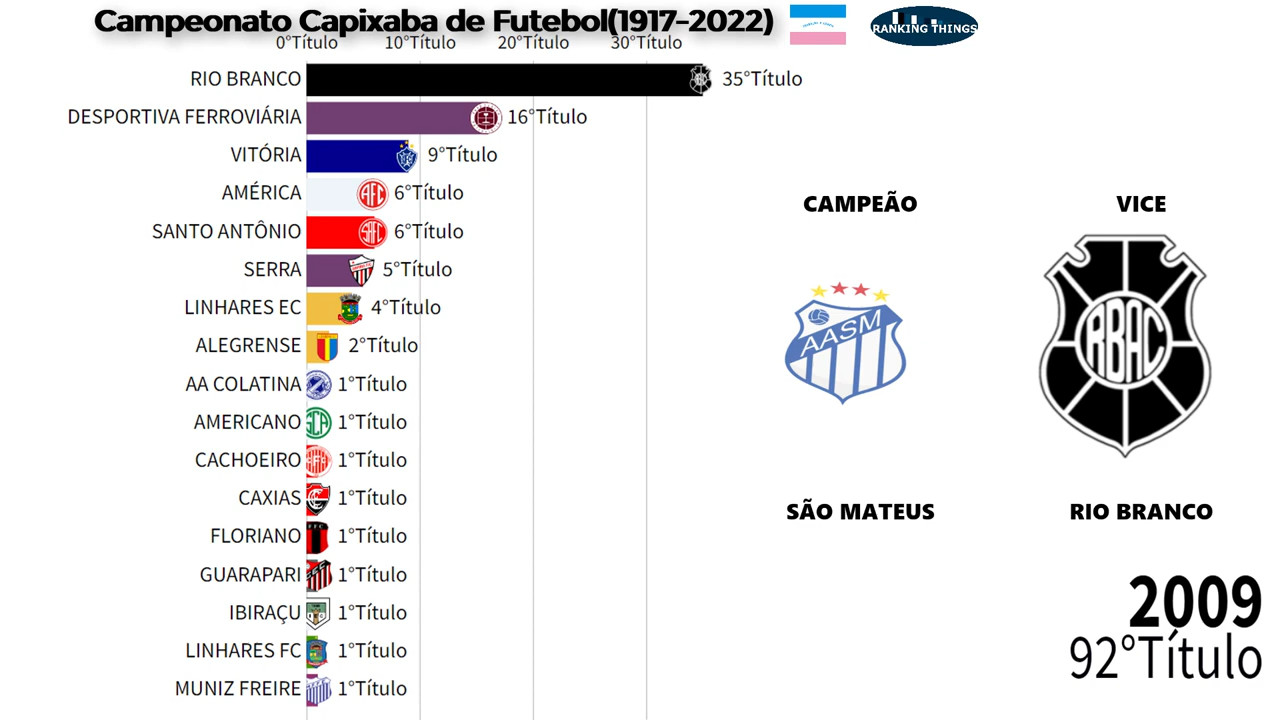 Campeonato Capixaba de Futebol(1917–2022)
RANKING THINGS
0°Título 10°Título 20°Título 30°Título
RIO BRANCO 35°Título
DESPORTIVA FERROVIÁRIA 16°Título
VITÓRIA 9°Título
AMÉRICA AFC 6°Título
SANTO ANTÔNIO SAFC 6°Título
SERRA 5°Título
LINHARES EC 4°Título
ALEGRENSE 2°Título
AA COLATINA 1°Título
AMERICANO GCA 1°Título
CACHOEIRO 1°Título
CAXIAS 1°Título
FLORIANO 1°Título
GUARAPARI 1°Título
IBIRAÇU 1°Título
LINHARES FC 1°Título
MUNIZ FREIRE 1°Título
CAMPEÃO VICE
AASM
RBAC
SÃO MATEUS RIO BRANCO
2009
92°Título